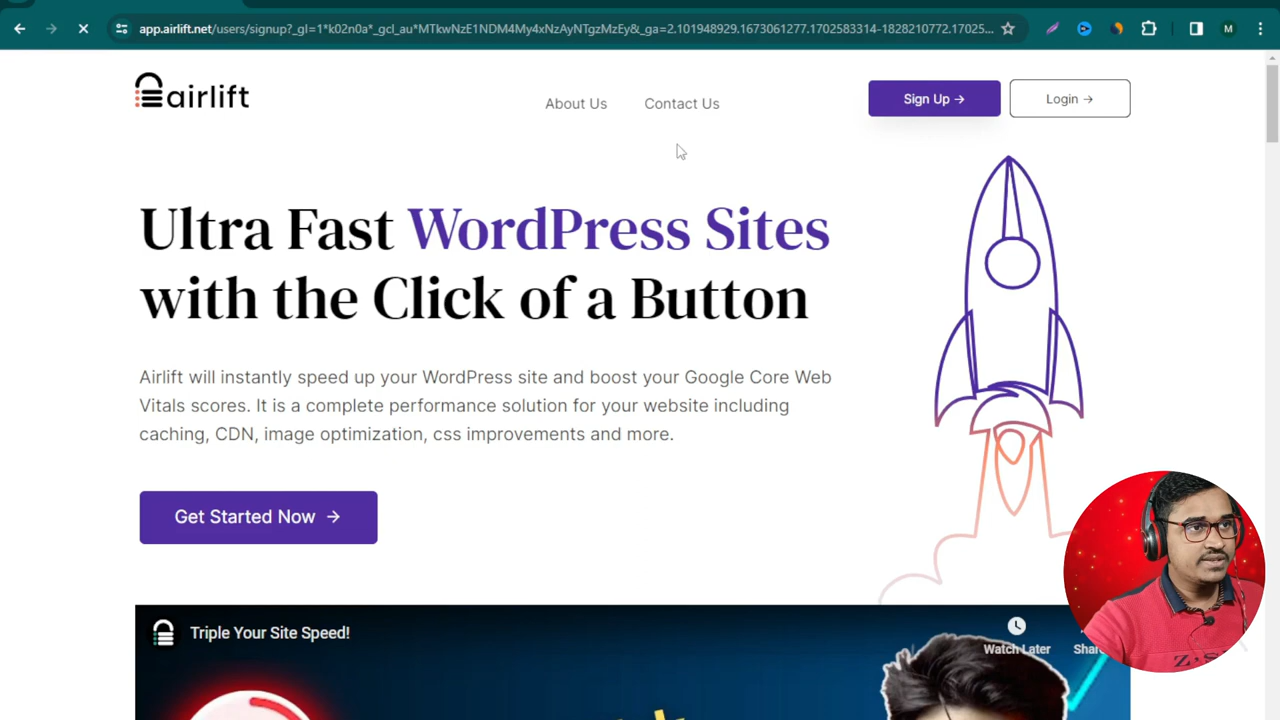 app.airlift.net/users/signup?_gl=1*k02n0a*_gcl_au*MTkwNzE1NDM4My4xNzAyNTgzMzEy&_ga=2.101948929.1673061277.1702583314-1828210772.17025...
M
airlift
About Us
Contact Us
Sign Up →
Login →
Ultra Fast WordPress Sites
with the Click of a Button
Airlift will instantly speed up your WordPress site and boost your Google Core Web
Vitals scores. It is a complete performance solution for your website including
caching, CDN, image optimization, css improvements and more.
Get Started Now →
Triple Your Site Speed!
Watch Later